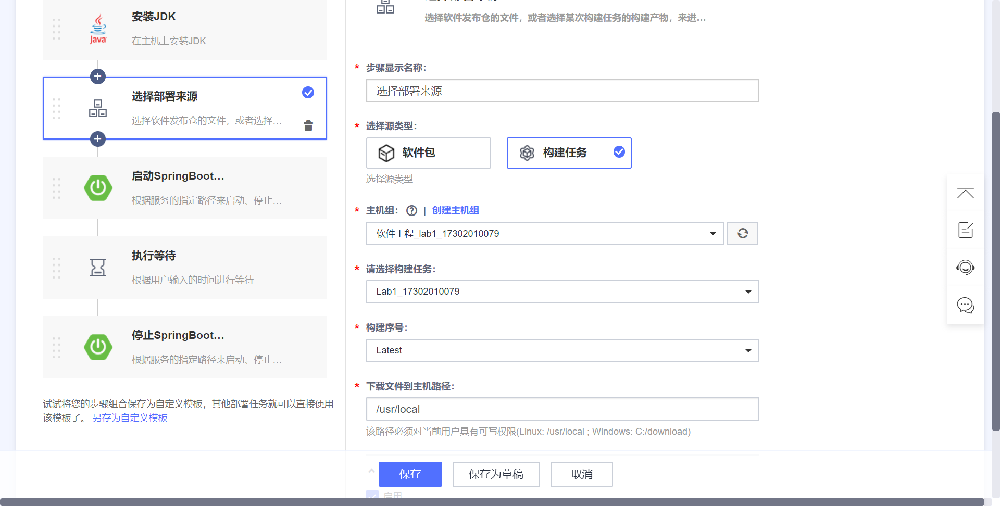 安装JDK
在主机上安装JDK
选择部署来源
选择软件发布仓的文件，或者选择...
启动SpringBoot...
根据服务的指定路径来启动、停止...
执行等待
根据用户输入的时间进行等待
停止SpringBoot...
根据服务的指定路径来启动、停止...
试试将您的步骤组合保存为自定义模板，其他部署任务就可以直接使用
该模板了。 另存为自定义模板
选择软件发布仓的文件，或者选择某次构建任务的构建产物，来进...
* 步骤显示名称：
选择部署来源
* 选择源类型：
软件包
构建任务
选择源类型
* 主机组： ? | 创建主机组
软件工程_lab1_17302010079
* 请选择构建任务：
Lab1_17302010079
* 构建序号：
Latest
* 下载文件到主机路径：
/usr/local
该路径必须对当前用户具有可写权限(Linux: /usr/local ; Windows: C:/download)
保存
保存为草稿
取消
启用
Java